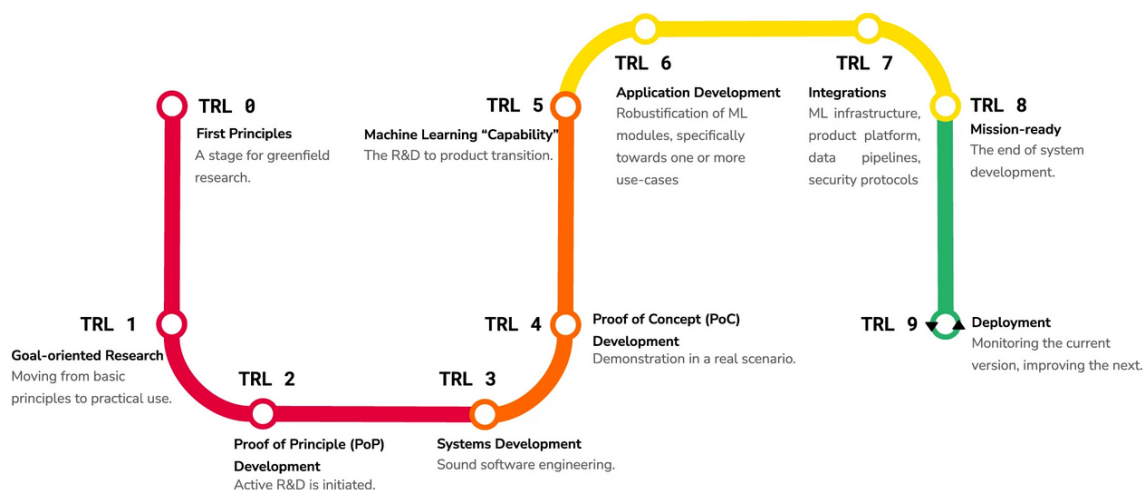 TRL 0
First Principles
A stage for greenfield
research.
TRL 1
Goal-oriented Research
Moving from basic
principles to practical use.
TRL 2
Proof of Principle (PoP)
Development
Active R&D is initiated.
TRL 3
Systems Development
Sound software engineering.
TRL 4
Proof of Concept (PoC)
Development
Demonstration in a real scenario.
TRL 5
Machine Learning “Capability”
The R&D to product transition.
TRL 6
Application Development
Robustification of ML
modules, specifically
towards one or more
use-cases
TRL 7
Integrations
ML infrastructure,
product platform,
data pipelines,
security protocols
TRL 8
Mission-ready
The end of system
development.
TRL 9
Deployment
Monitoring the current
version, improving the next.